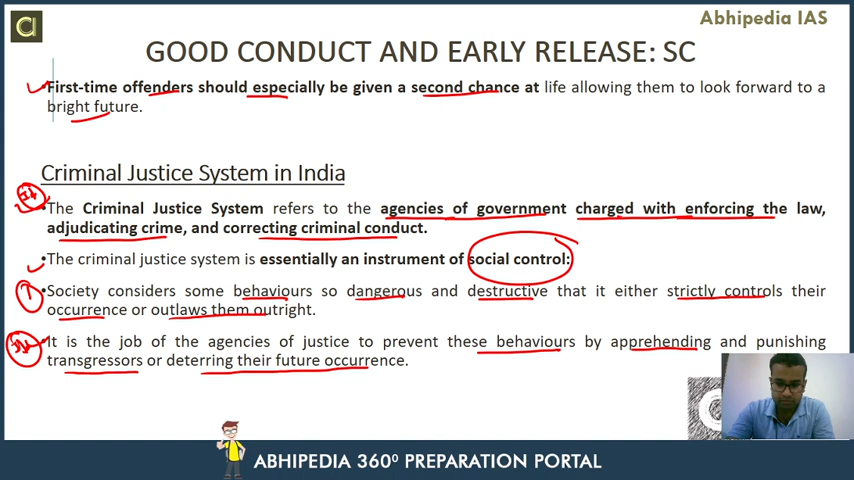 Abhipedia IAS
GOOD CONDUCT AND EARLY RELEASE: SC
First-time offenders should especially be given a second chance at life allowing them to look forward to a
bright future.
Criminal Justice System in India
•The Criminal Justice System refers to the agencies of government charged with enforcing the law,
adjudicating crime, and correcting criminal conduct.
•The criminal justice system is essentially an instrument of social control:
•Society considers some behaviours so dangerous and destructive that it either strictly controls their
occurrence or outlaws them outright.
•It is the job of the agencies of justice to prevent these behaviours by apprehending and punishing
transgressors or deterring their future occurrence.
ABHIPEDIA 360⁰ PREPARATION PORTAL